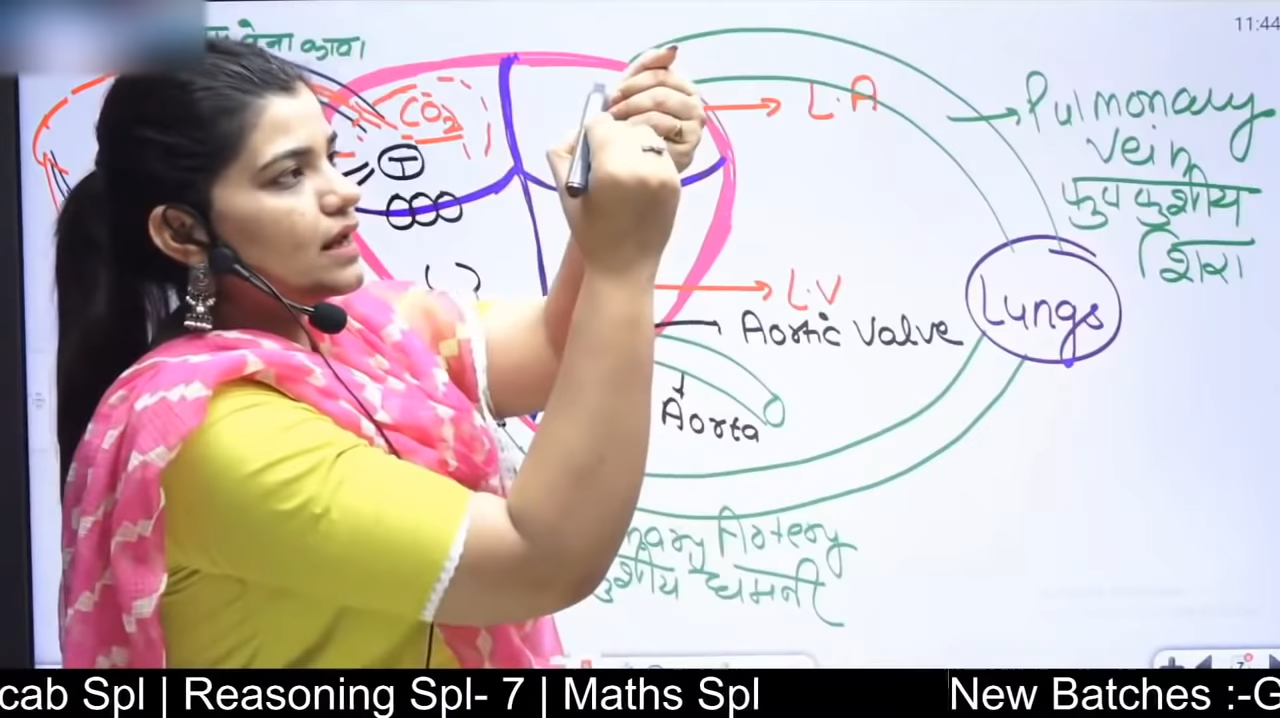 11:44
वेना कावा
CO2
L.A
Pulmonary
vein
फुफ्फुशीय
शिरा
L.V
Lungs
Aortic Valve
Aorta
Artery
धमनी
cab Spl | Reasoning Spl- 7 | Maths Spl New Batches :-G